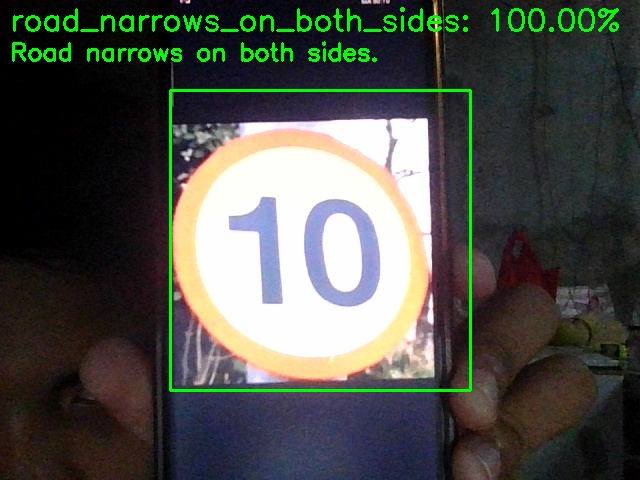 road_narrows_on_both_sides: 100.00%
Road narrows on both sides.
10